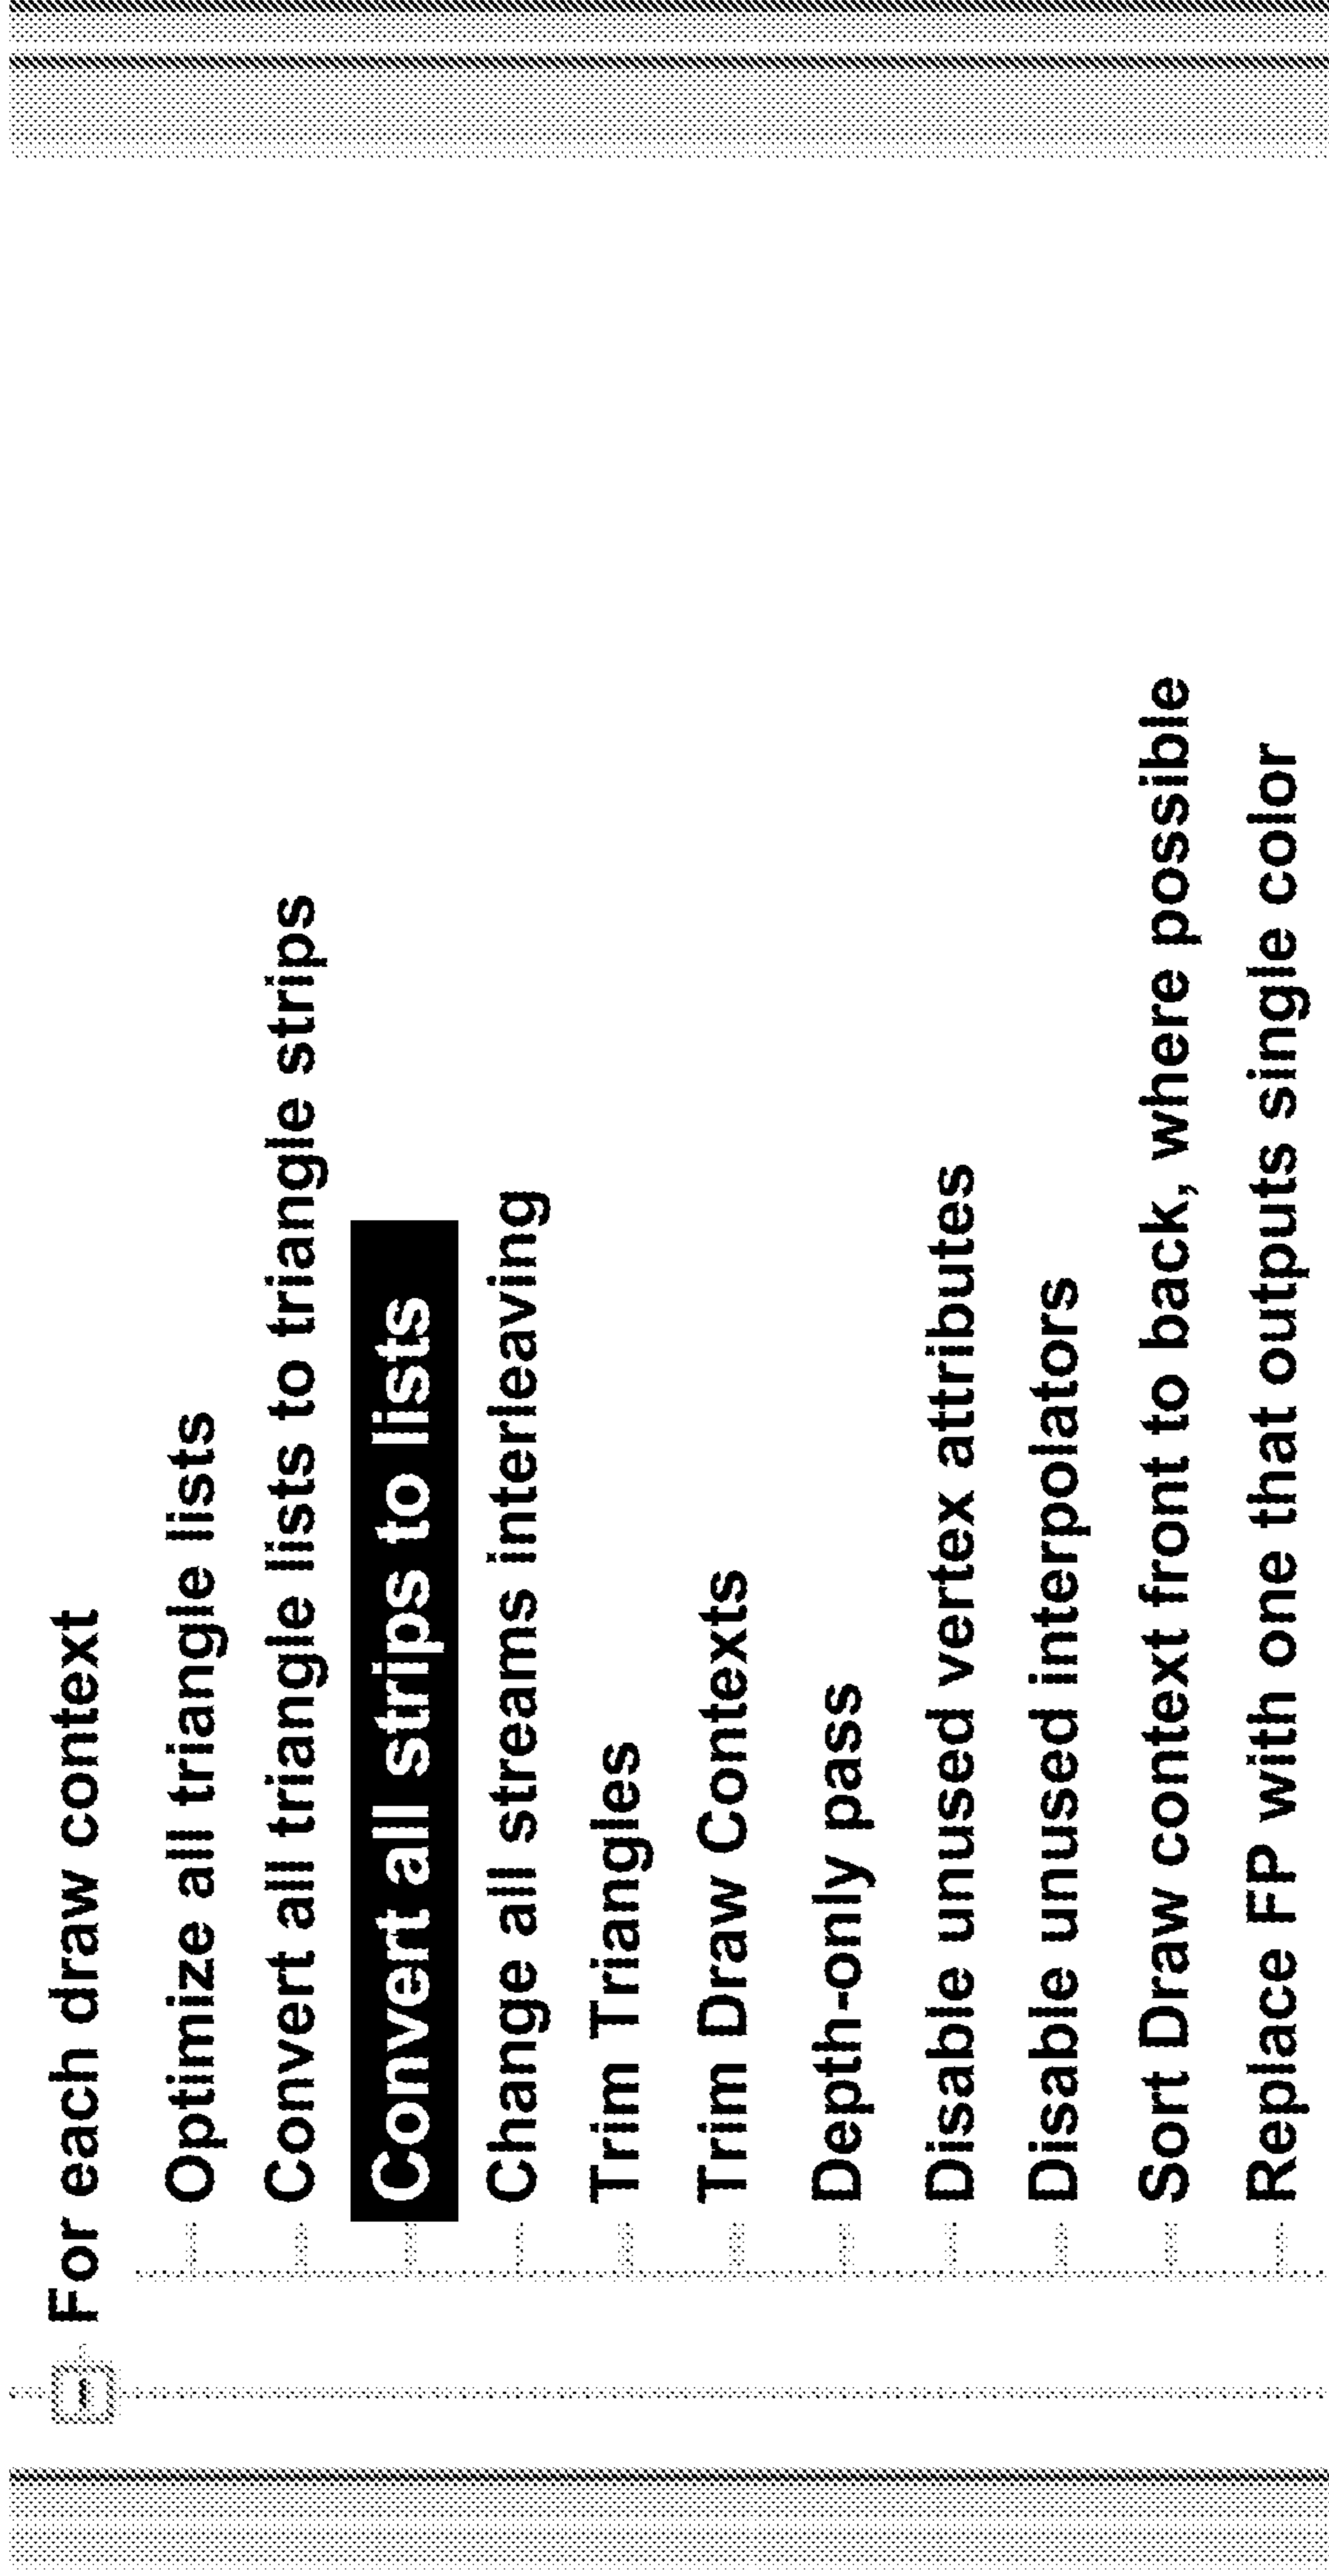 For each draw context
Optimize all triangle lists
Convert all triangle lists to triangle strips
Convert all strips to lists
Change all streams interleaving
Trim Triangles
Trim Draw Contexts
Depth-only pass
Disable unused vertex attributes
Disable unused interpolators
Sort Draw context front to back, where possible
Replace FP with one that outputs single color